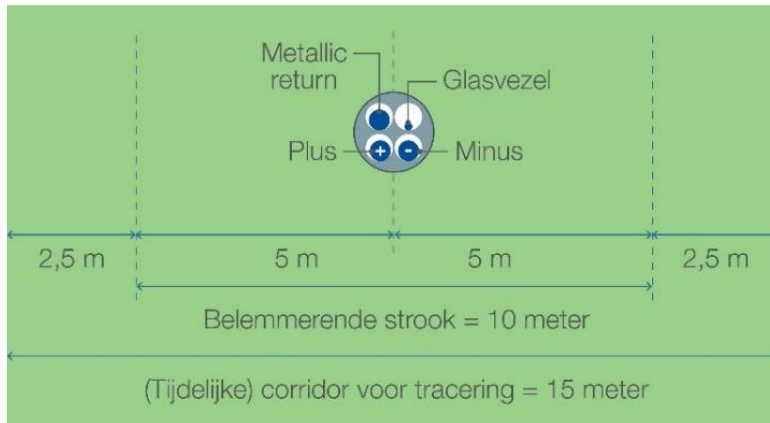 Metallic
return
Glasvezel
Plus
+
-
Minus
2,5 m
5 m
5 m
2,5 m
Belemmerende strook = 10 meter
(Tijdelijke) corridor voor tracering = 15 meter